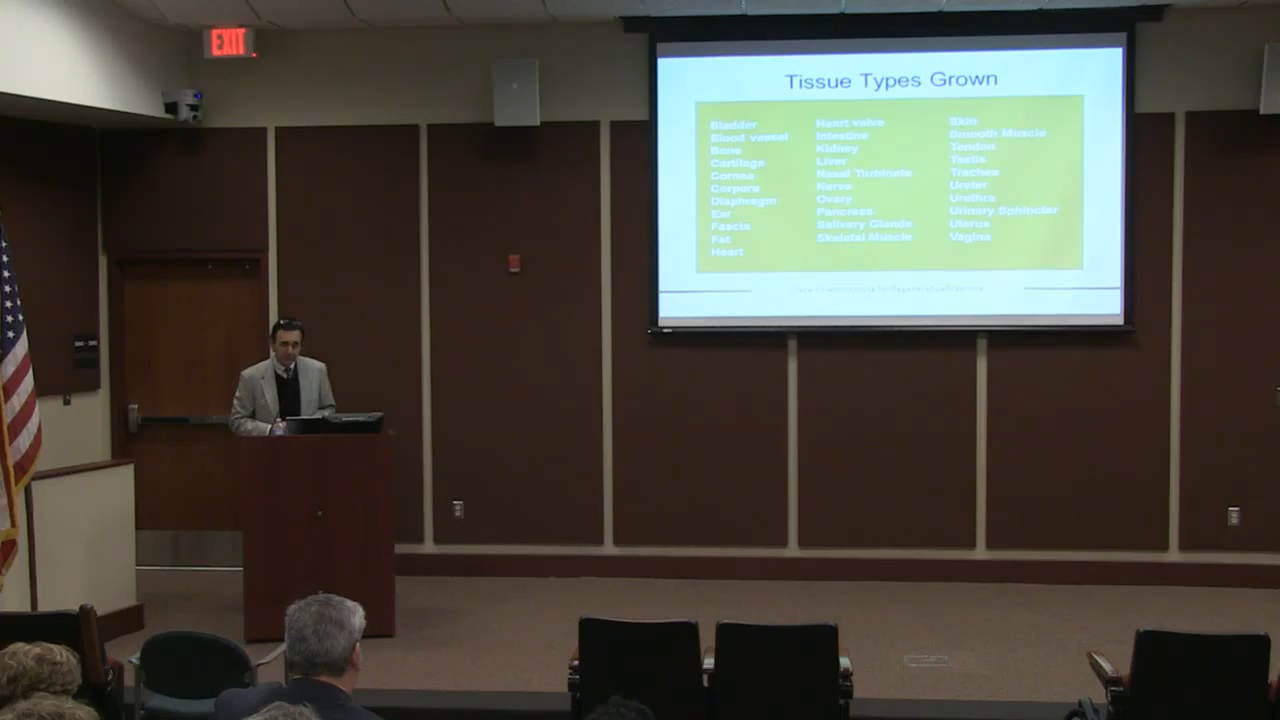 EXIT
Tissue Types Grown
Bladder
Blood vessel
Bone
Cartilage
Cornea
Corpora
Diaphragm
Ear
Fascia
Fat
Heart
Heart valve
Intestine
Kidney
Liver
Nasal Turbinate
Nerve
Ovary
Pancreas
Salivary Glands
Skeletal Muscle
Skin
Smooth Muscle
Tendon
Testis
Trachea
Ureter
Urethra
Urinary Sphincter
Uterus
Vagina